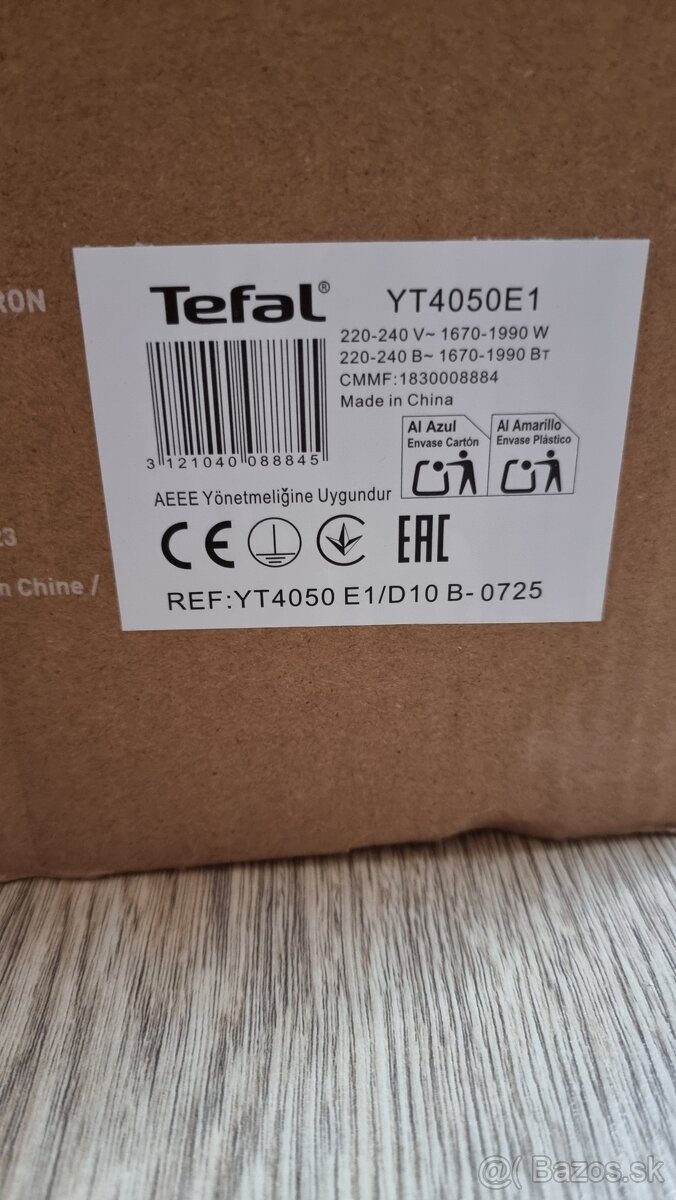 RON
Tefal® YT4050E1
220-240 V~ 1670-1990 W
220-240 В~ 1670-1990 Вт
CMMF:1830008884
Made in China
3 121040 088845
Al Azul
Envase Cartón
Al Amarillo
Envase Plástico
AEEE Yönetmeliğine Uygundur
CE EAC
REF:YT4050 E1/D10 B- 0725
23
n Chine /
@( Bazos.sk